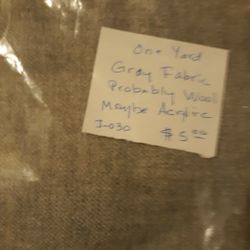 One Yard
Gray Fabric
Probably Wool
Maybe Acrylic
I-030 $5.00